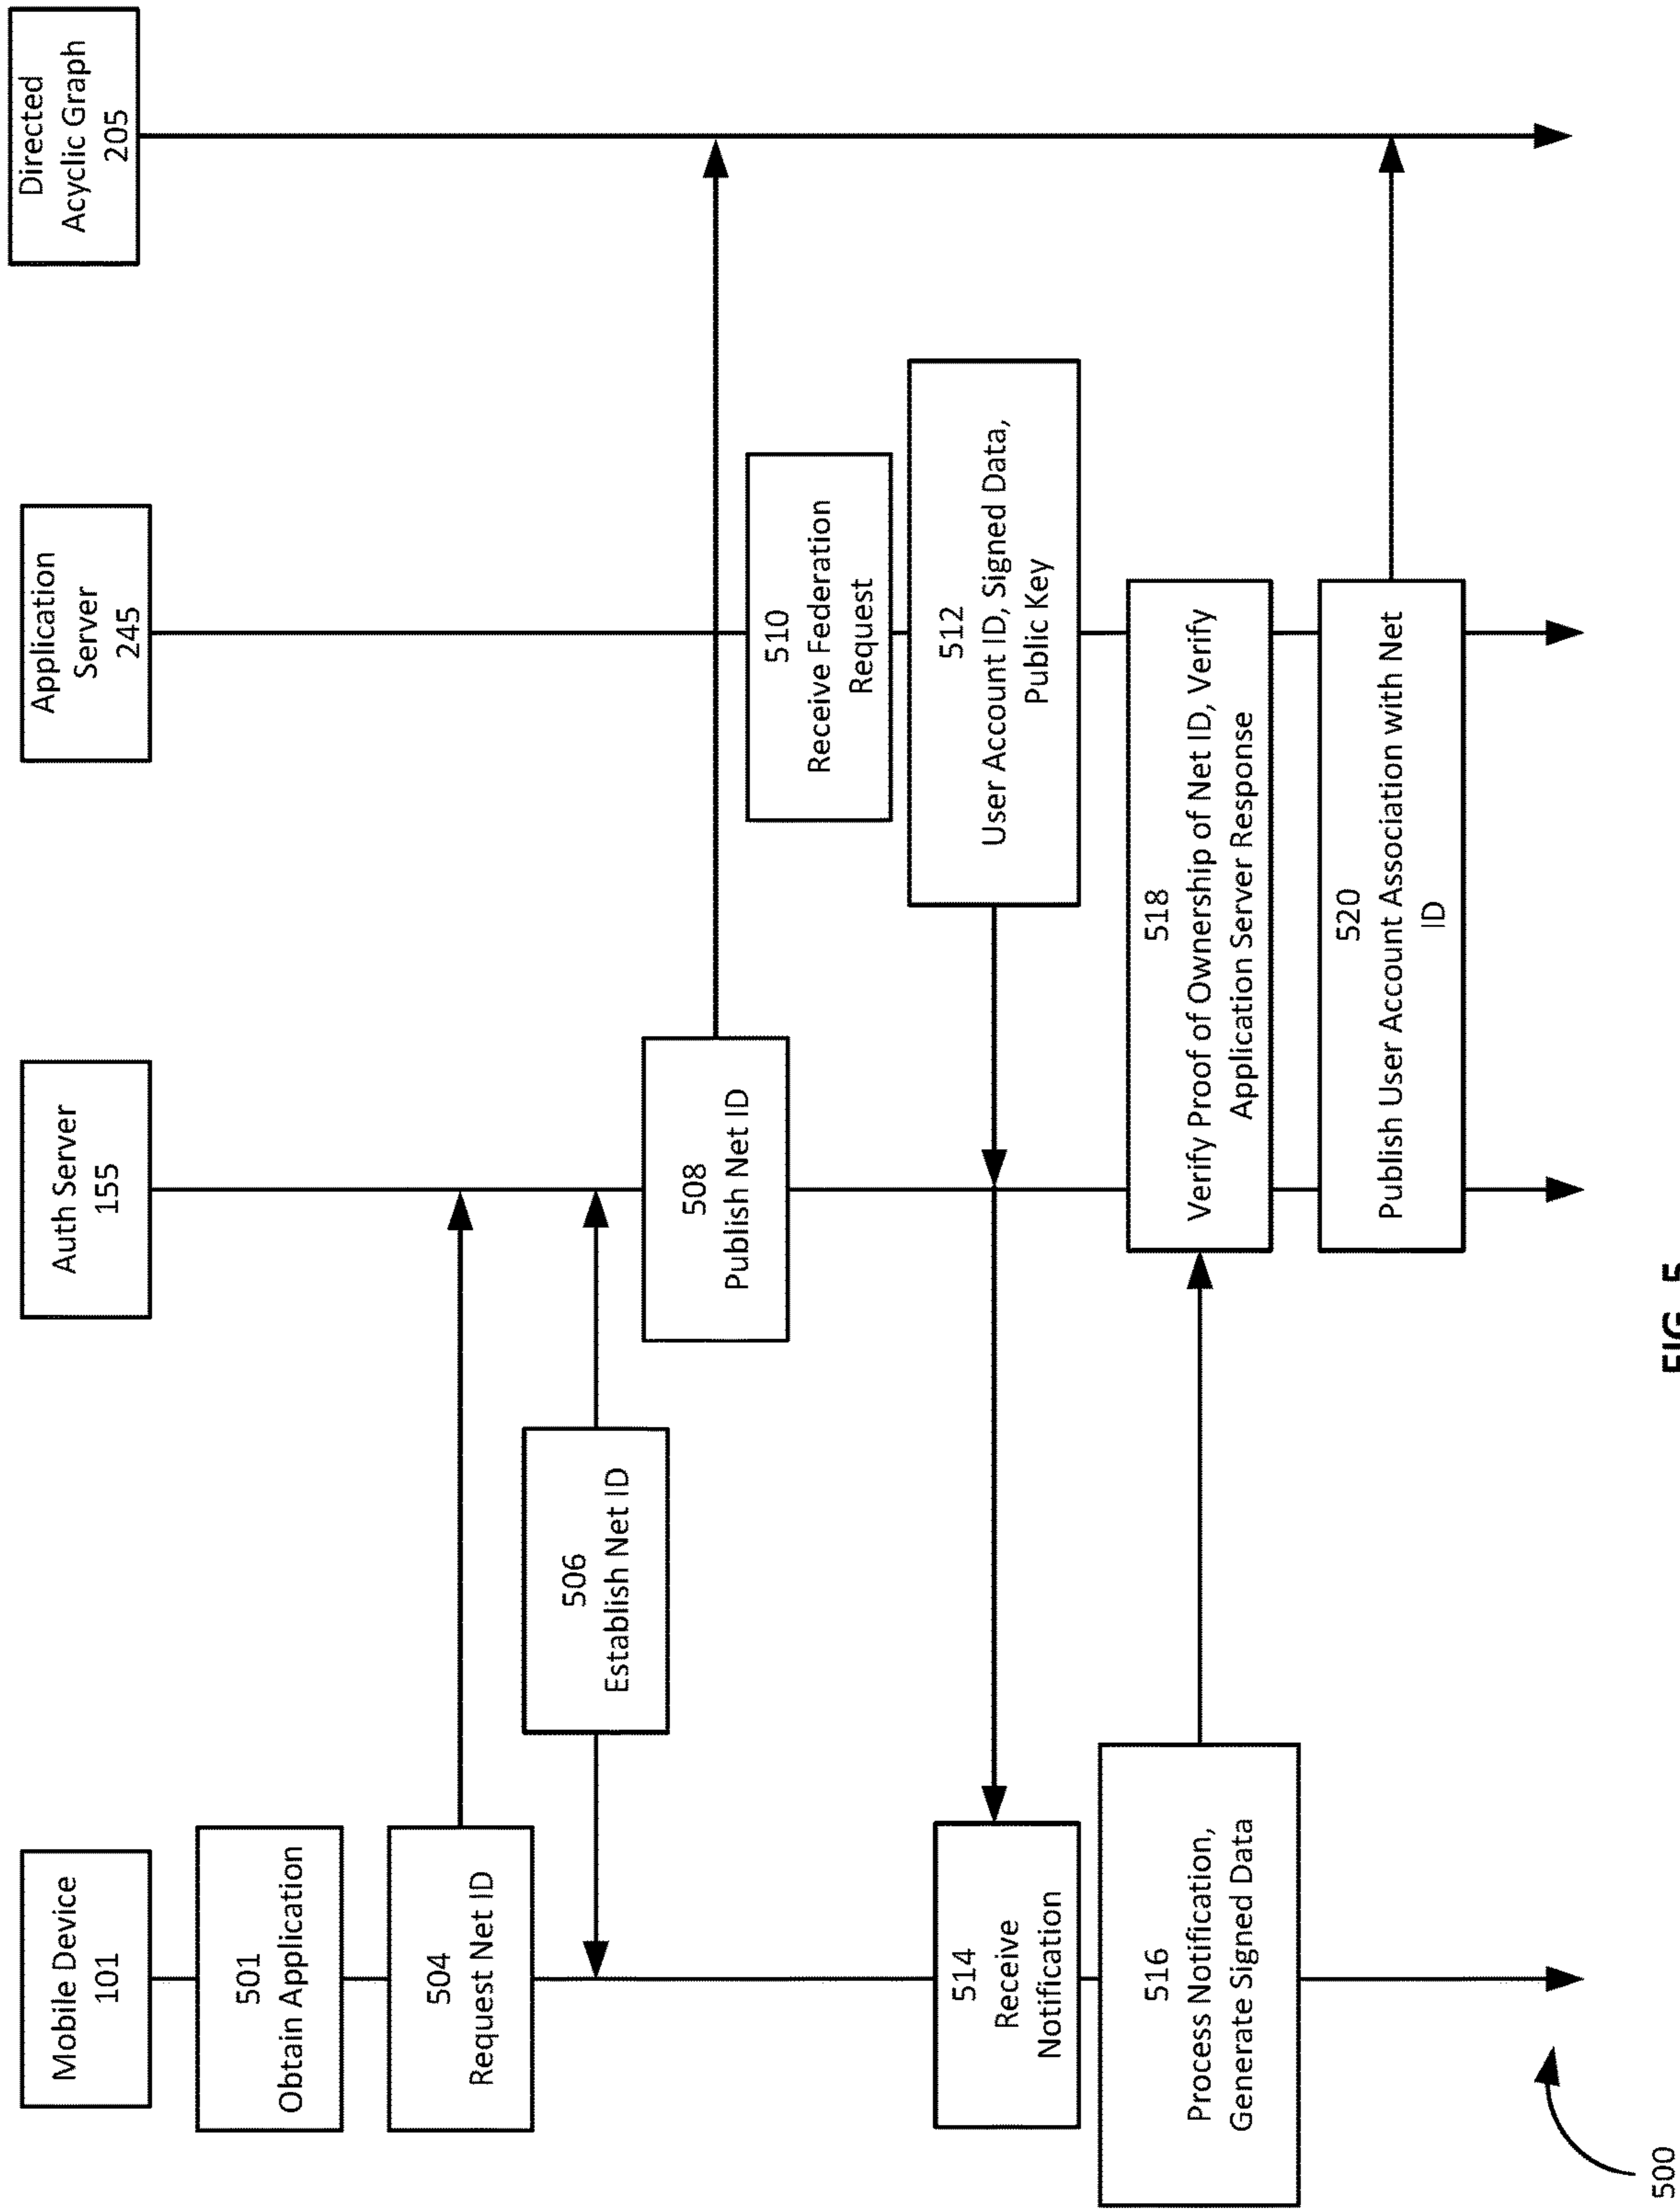 Mobile Device
101
Auth Server
155
Application
Server
245
Directed
Acyclic Graph
205
501
Obtain Application
504
Request Net ID
506
Establish Net ID
508
Publish Net ID
510
Receive Federation
Request
512
User Account ID, Signed Data,
Public Key
514
Receive
Notification
516
Process Notification,
Generate Signed Data
518
Verify Proof of Ownership of Net ID, Verify
Application Server Response
520
Publish User Account Association with Net
ID
500
FIG. 5